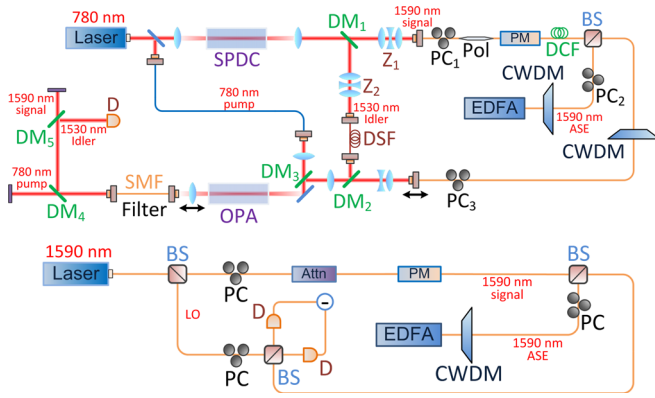 780 nm
Laser
SPDC
DM1
Z1
1590 nm
signal
PC1
Pol
PM
DCF
BS
CWDM
PC2
EDFA
1590 nm
ASE
CWDM
Z2
1530 nm
Idler
DSF
780 nm
pump
1590 nm
signal
D
DM5
1530 nm
Idler
780 nm
pump
DM4
SMF
Filter
OPA
DM3
DM2
PC3
1590 nm
Laser
BS
PC
Attn
PM
1590 nm
signal
BS
PC
LO
D
-
PC
BS
D
EDFA
CWDM
1590 nm
ASE